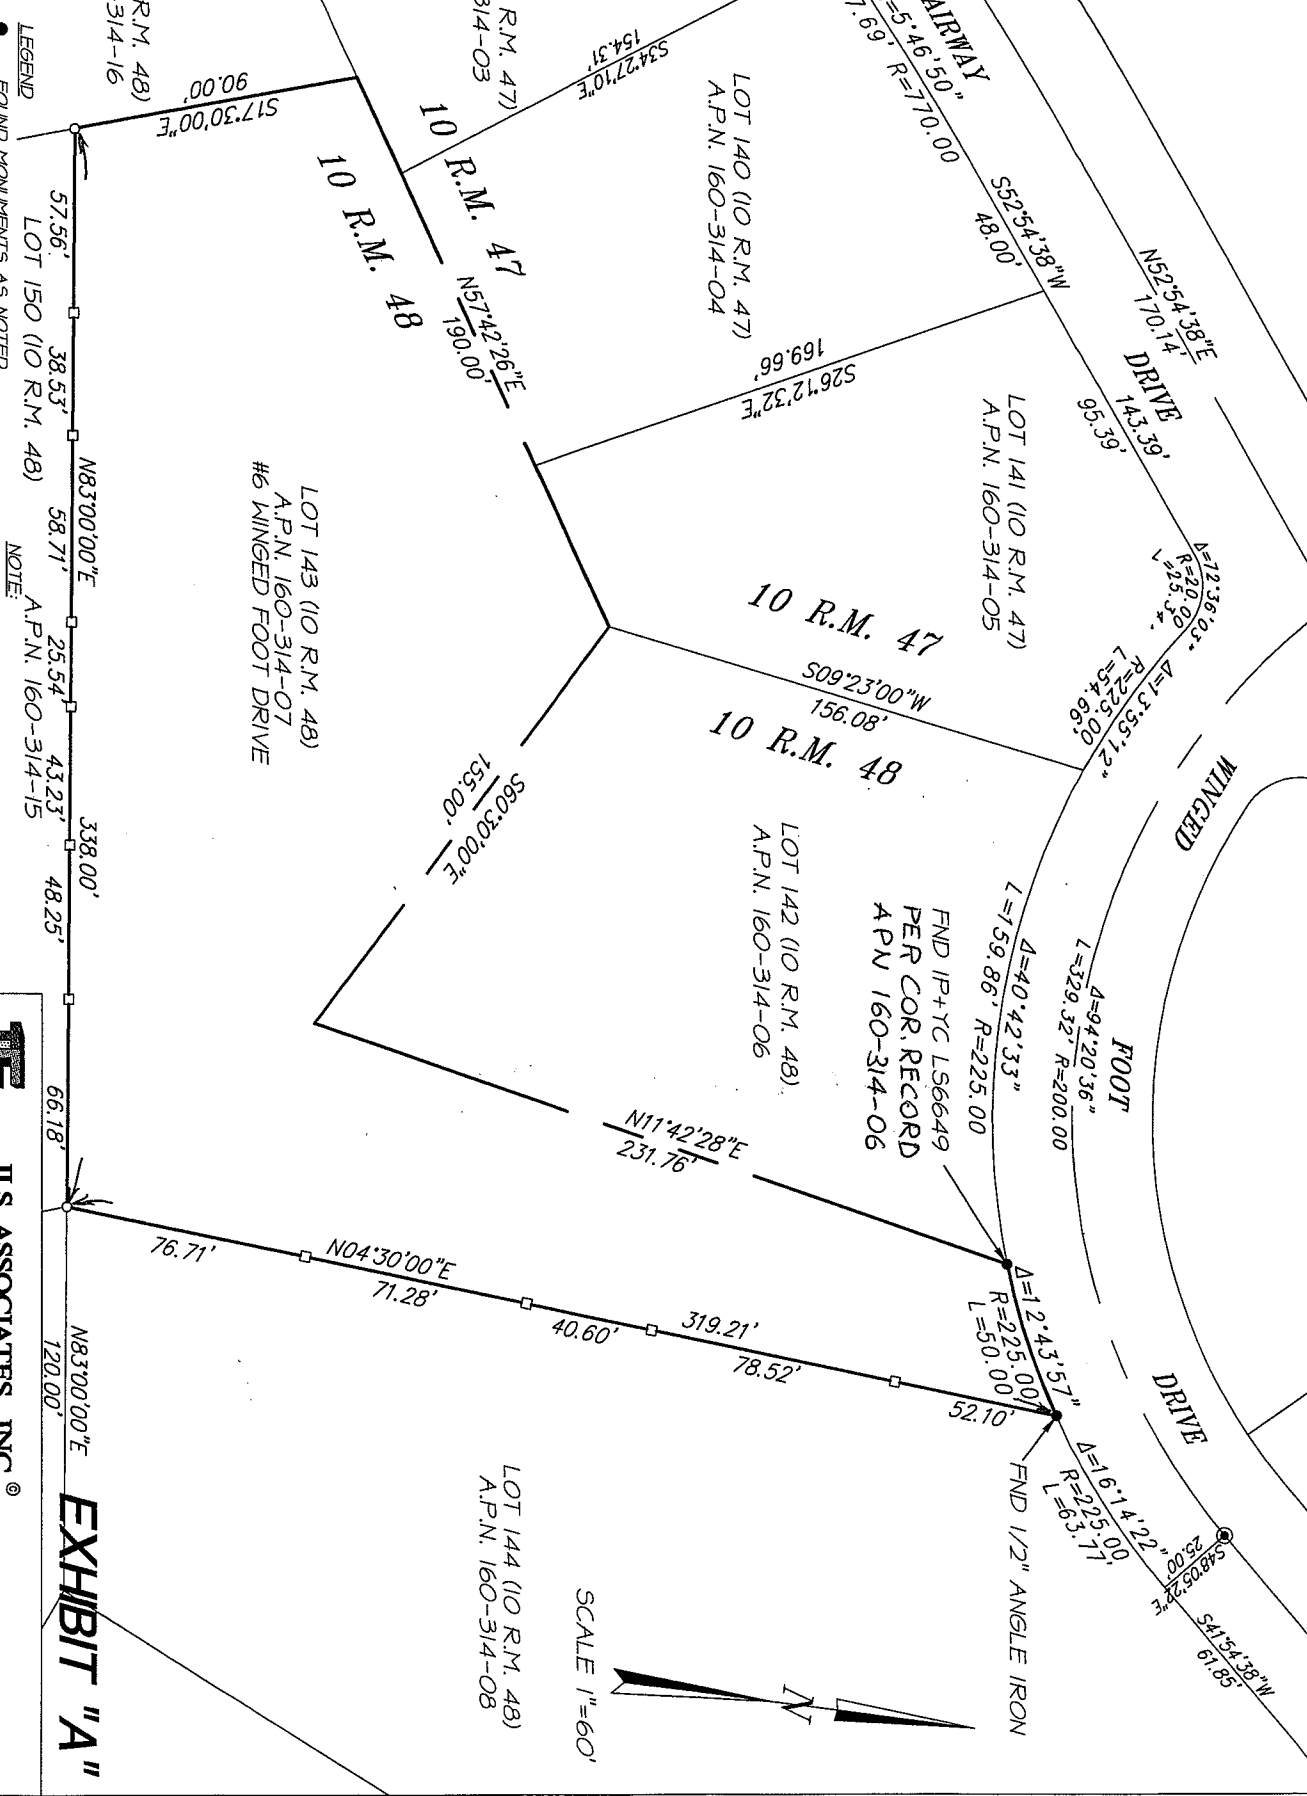 FAIRWAY
=5°46'50"
7.69' R=770.00
S52°54'38"W
48.00'
N52°54'38"E
170.14'
DRIVE
143.39'
95.39'
Δ=72°36'03"
R=20.00
L=25.34'
Δ=13°55'12"
R=225.00
L=54.66'
WINGED
FOOT
DRIVE
Δ=94°20'36"
L=329.32' R=200.00
Δ=40°42'33"
L=159.86' R=225.00
FND IP+YC LS6649
PER COR. RECORD
APN 160-314-06
Δ=12°43'57"
R=225.00
L=50.00'
FND 1/2" ANGLE IRON
Δ=16°14'22"
R=225.00
L=63.77'
S48°05'22"E
25.00'
S41°54'38"W
61.85'
R.M. 47)
314-03
S34°27'10"E
154.31'
LOT 140 (10 R.M. 47)
A.P.N. 160-314-04
S26°12'32"E
169.66'
LOT 141 (10 R.M. 47)
A.P.N. 160-314-05
10 R.M. 47
S09°23'00"W
156.08'
10 R.M. 48
LOT 142 (10 R.M. 48)
A.P.N. 160-314-06
R.M. 48)
314-16
S17°30'00"E
90.00'
10 R.M. 47
10 R.M. 48
N57°42'26"E
190.00'
S60°30'00"E
155.00'
N11°42'28"E
231.76'
LOT 143 (10 R.M. 48)
A.P.N. 160-314-07
#6 WINGED FOOT DRIVE
N04°30'00"E
319.21'
76.71'
71.28'
40.60'
78.52'
52.10'
LOT 144 (10 R.M. 48)
A.P.N. 160-314-08
SCALE 1"=60'
N
N83°00'00"E
338.00'
57.56'
38.53'
58.71'
25.54'
43.23'
48.25'
66.18'
N83°00'00"E
120.00'
LOT 150 (10 R.M. 48)
A.P.N. 160-314-15
EXHIBIT "A"
LEGEND
FOUND MONUMENTS AS NOTED
NOTE:
ASSOCIATES INC ©